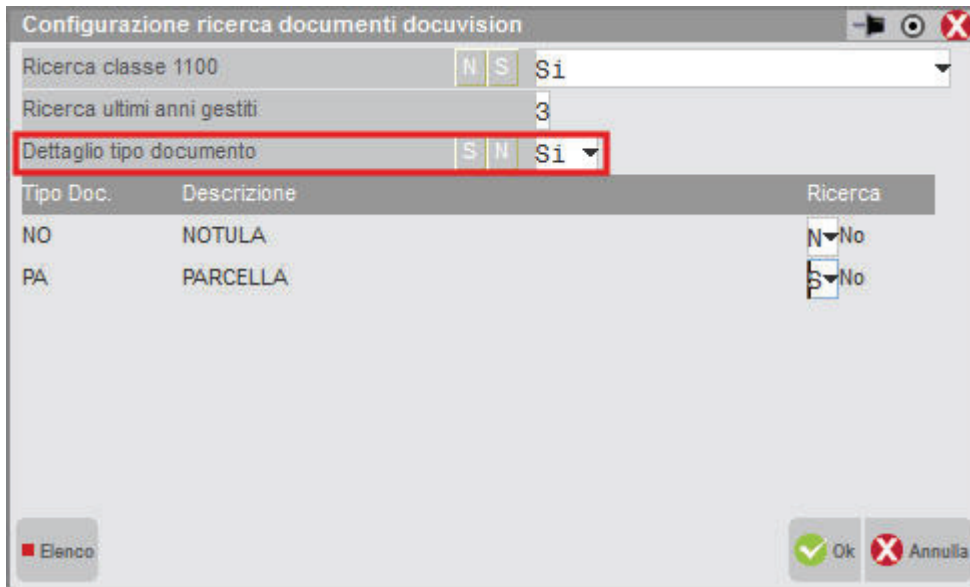 Configurazione ricerca documenti docuvision
Ricerca classe 1100 N S Si
Ricerca ultimi anni gestiti 3
Dettaglio tipo documento S N Si
Tipo Doc. Descrizione Ricerca
NO NOTULA N No
PA PARCELLA S No
Elenco Ok Annulla